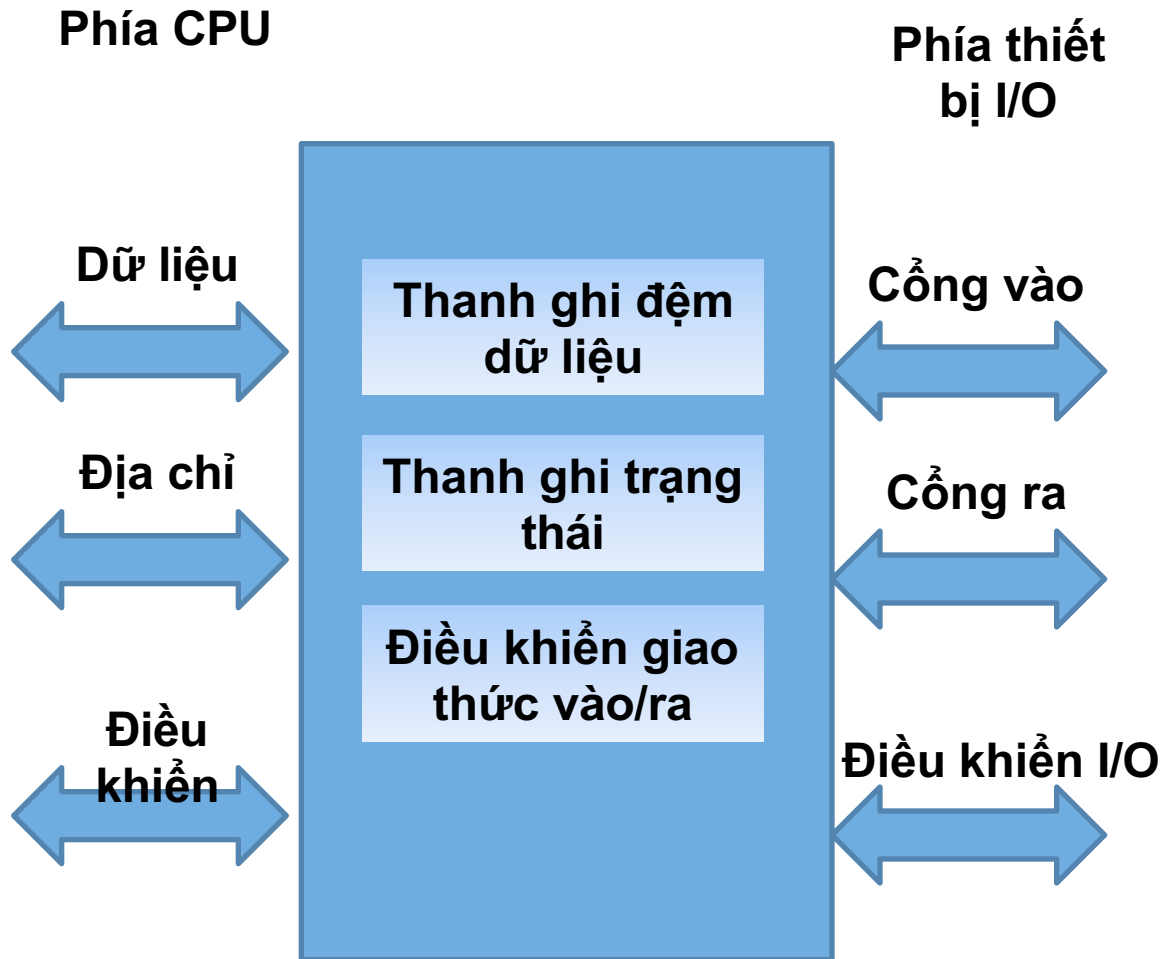 Phía CPU
Phía thiết
bị I/O
Dữ liệu
Địa chỉ
Điều
khiển
Thanh ghi đệm
dữ liệu
Thanh ghi trạng
thái
Điều khiển giao
thức vào/ra
Cổng vào
Cổng ra
Điều khiển I/O